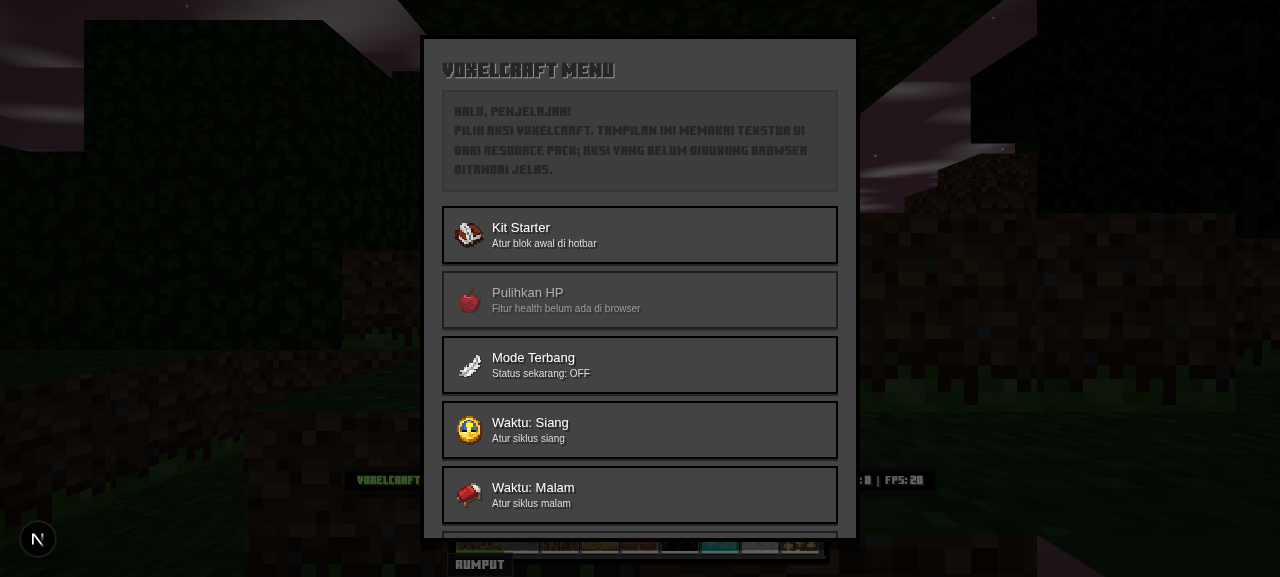 VOXELCRAFT MENU
HALO, PENJELAJAH!
PILIH AKSI VOXELCRAFT. TAMPILAN INI MEMAKAI TEKSTUR UI
DARI RESOURCE PACK; AKSI YANG BELUM DIDUKUNG BROWSER
DITANDAI JELAS.
Kit Starter
Atur blok awal di hotbar
Pulihkan HP
Fitur health belum ada di browser
Mode Terbang
Status sekarang: OFF
Waktu: Siang
Atur siklus siang
Waktu: Malam
Atur siklus malam
VOXELCRAFT
: 0 | FPS: 20
N
RUMPUT